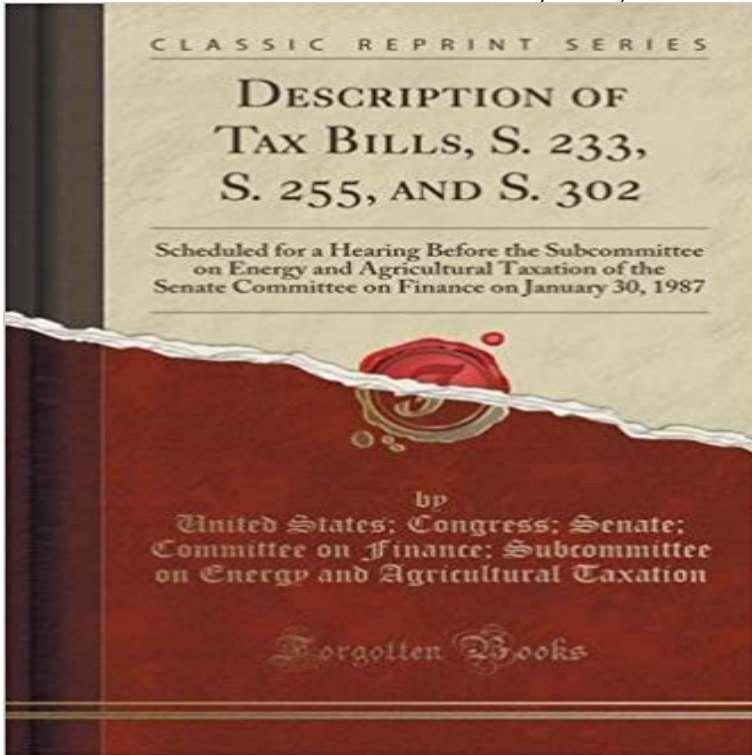 CLASSIC REPRINT SERIES
DESCRIPTION OF
TAX BILLS, S. 233,
S. 255, AND S. 302
Scheduled for a Hearing Before the Subcommittee
on Energy and Agricultural Taxation of the
Senate Committee on Finance on January 30, 1987
by
United States; Congress; Senate;
Committee on Finance; Subcommittee
on Energy and Agricultural Taxation
Forgotten Books